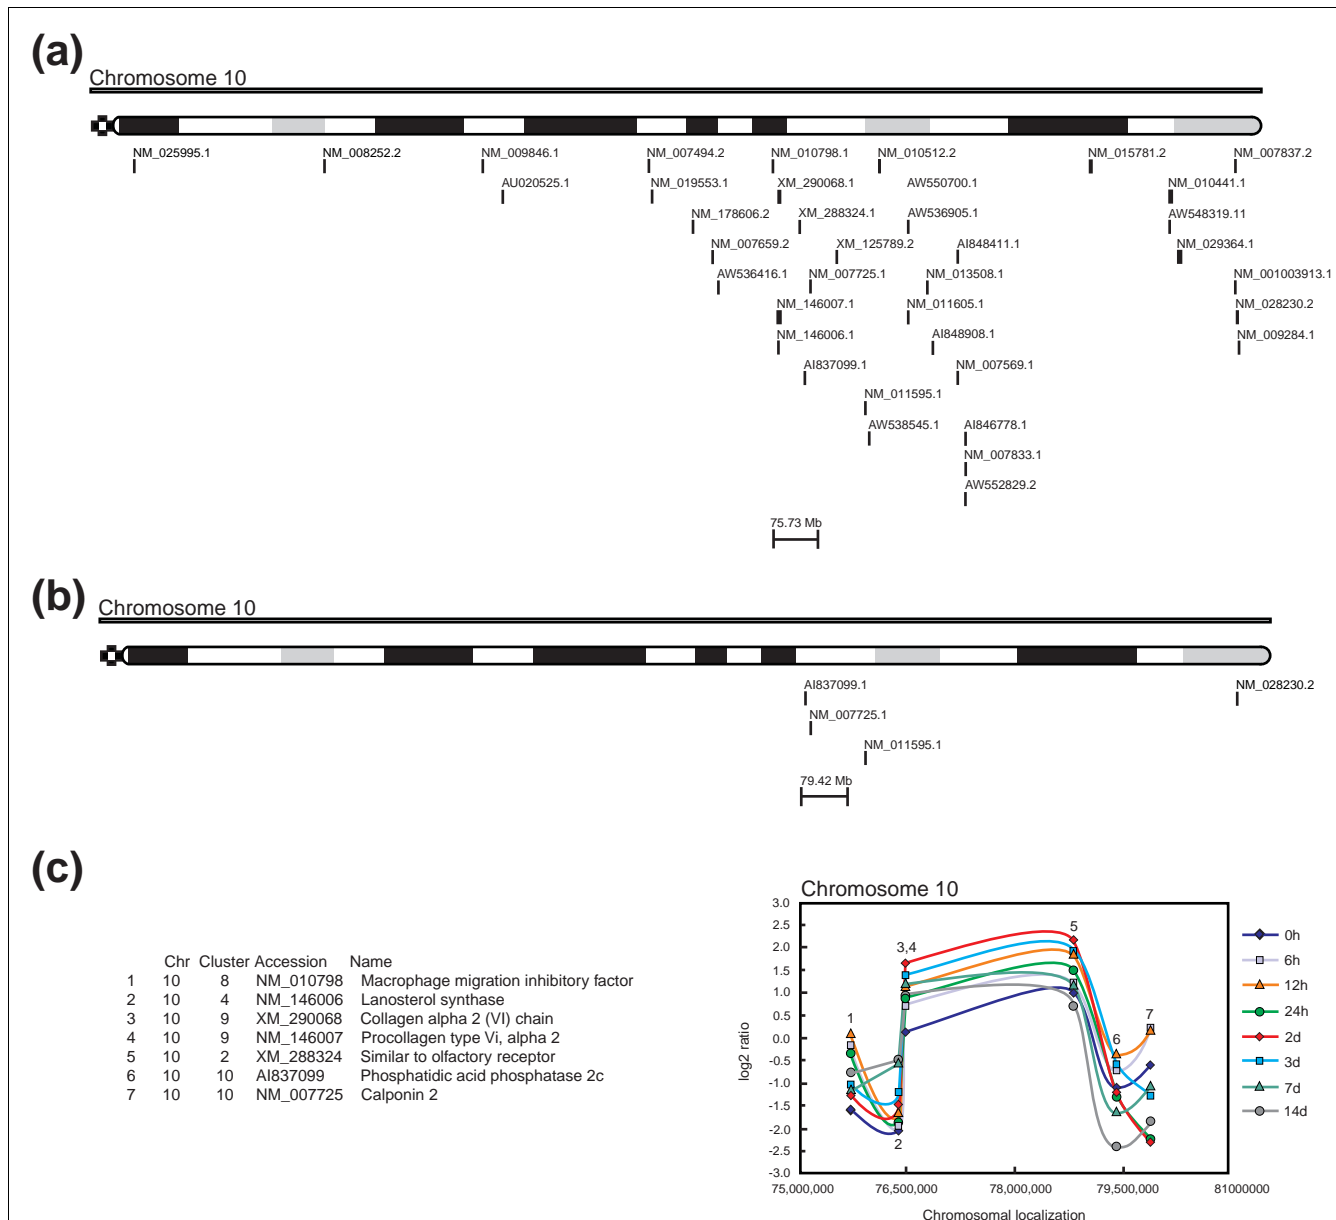 (a)
Chromosome 10
NM_025995.1 NM_008252.2 NM_009846.1 NM_007494.2 NM_010798.1 NM_010512.2 NM_015781.2 NM_007837.2
AU020525.1 NM_019553.1 XM_290068.1 AW550700.1 NM_010441.1
NM_178606.2 XM_288324.1 AW536905.1 AW548319.11
NM_007659.2 XM_125789.2 AI848411.1 NM_029364.1
AW536416.1 NM_007725.1 NM_013508.1 NM_001003913.1
NM_146007.1 NM_011605.1 NM_028230.2
NM_146006.1 AI848908.1 NM_009284.1
AI837099.1 NM_007569.1
NM_011595.1
AW538545.1 AI846778.1
NM_007833.1
AW552829.2
75.73 Mb
(b)
Chromosome 10
AI837099.1 NM_028230.2
NM_007725.1
NM_011595.1
79.42 Mb
(c)
Chr Cluster Accession Name
1 10 8 NM_010798 Macrophage migration inhibitory factor
2 10 4 NM_146006 Lanosterol synthase
3 10 9 XM_290068 Collagen alpha 2 (VI) chain
4 10 9 NM_146007 Procollagen type Vi, alpha 2
5 10 2 XM_288324 Similar to olfactory receptor
6 10 10 AI837099 Phosphatidic acid phosphatase 2c
7 10 10 NM_007725 Calponin 2
Chromosome 10
log2 ratio
3.0
2.5
2.0
1.5
1.0
0.5
0.0
-0.5
-1.0
-1.5
-2.0
-2.5
-3.0
1
2
3,4
5
6
7
75,000,000 76,500,000 78,000,000 79,500,000 81000000
Chromosomal localization
0h
6h
12h
24h
2d
3d
7d
14d